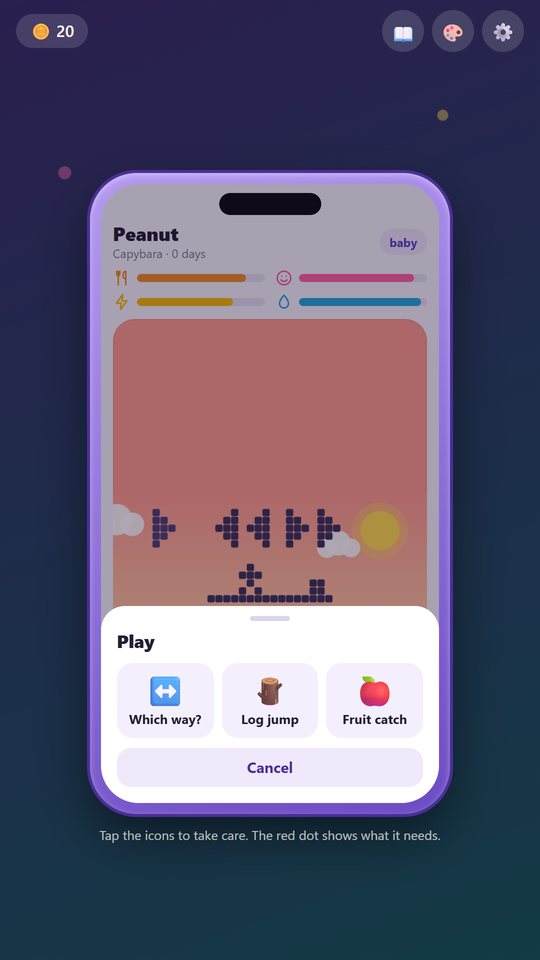 20
Peanut
baby
Capybara · 0 days
Play
Which way?
Log jump
Fruit catch
Cancel
Tap the icons to take care. The red dot shows what it needs.